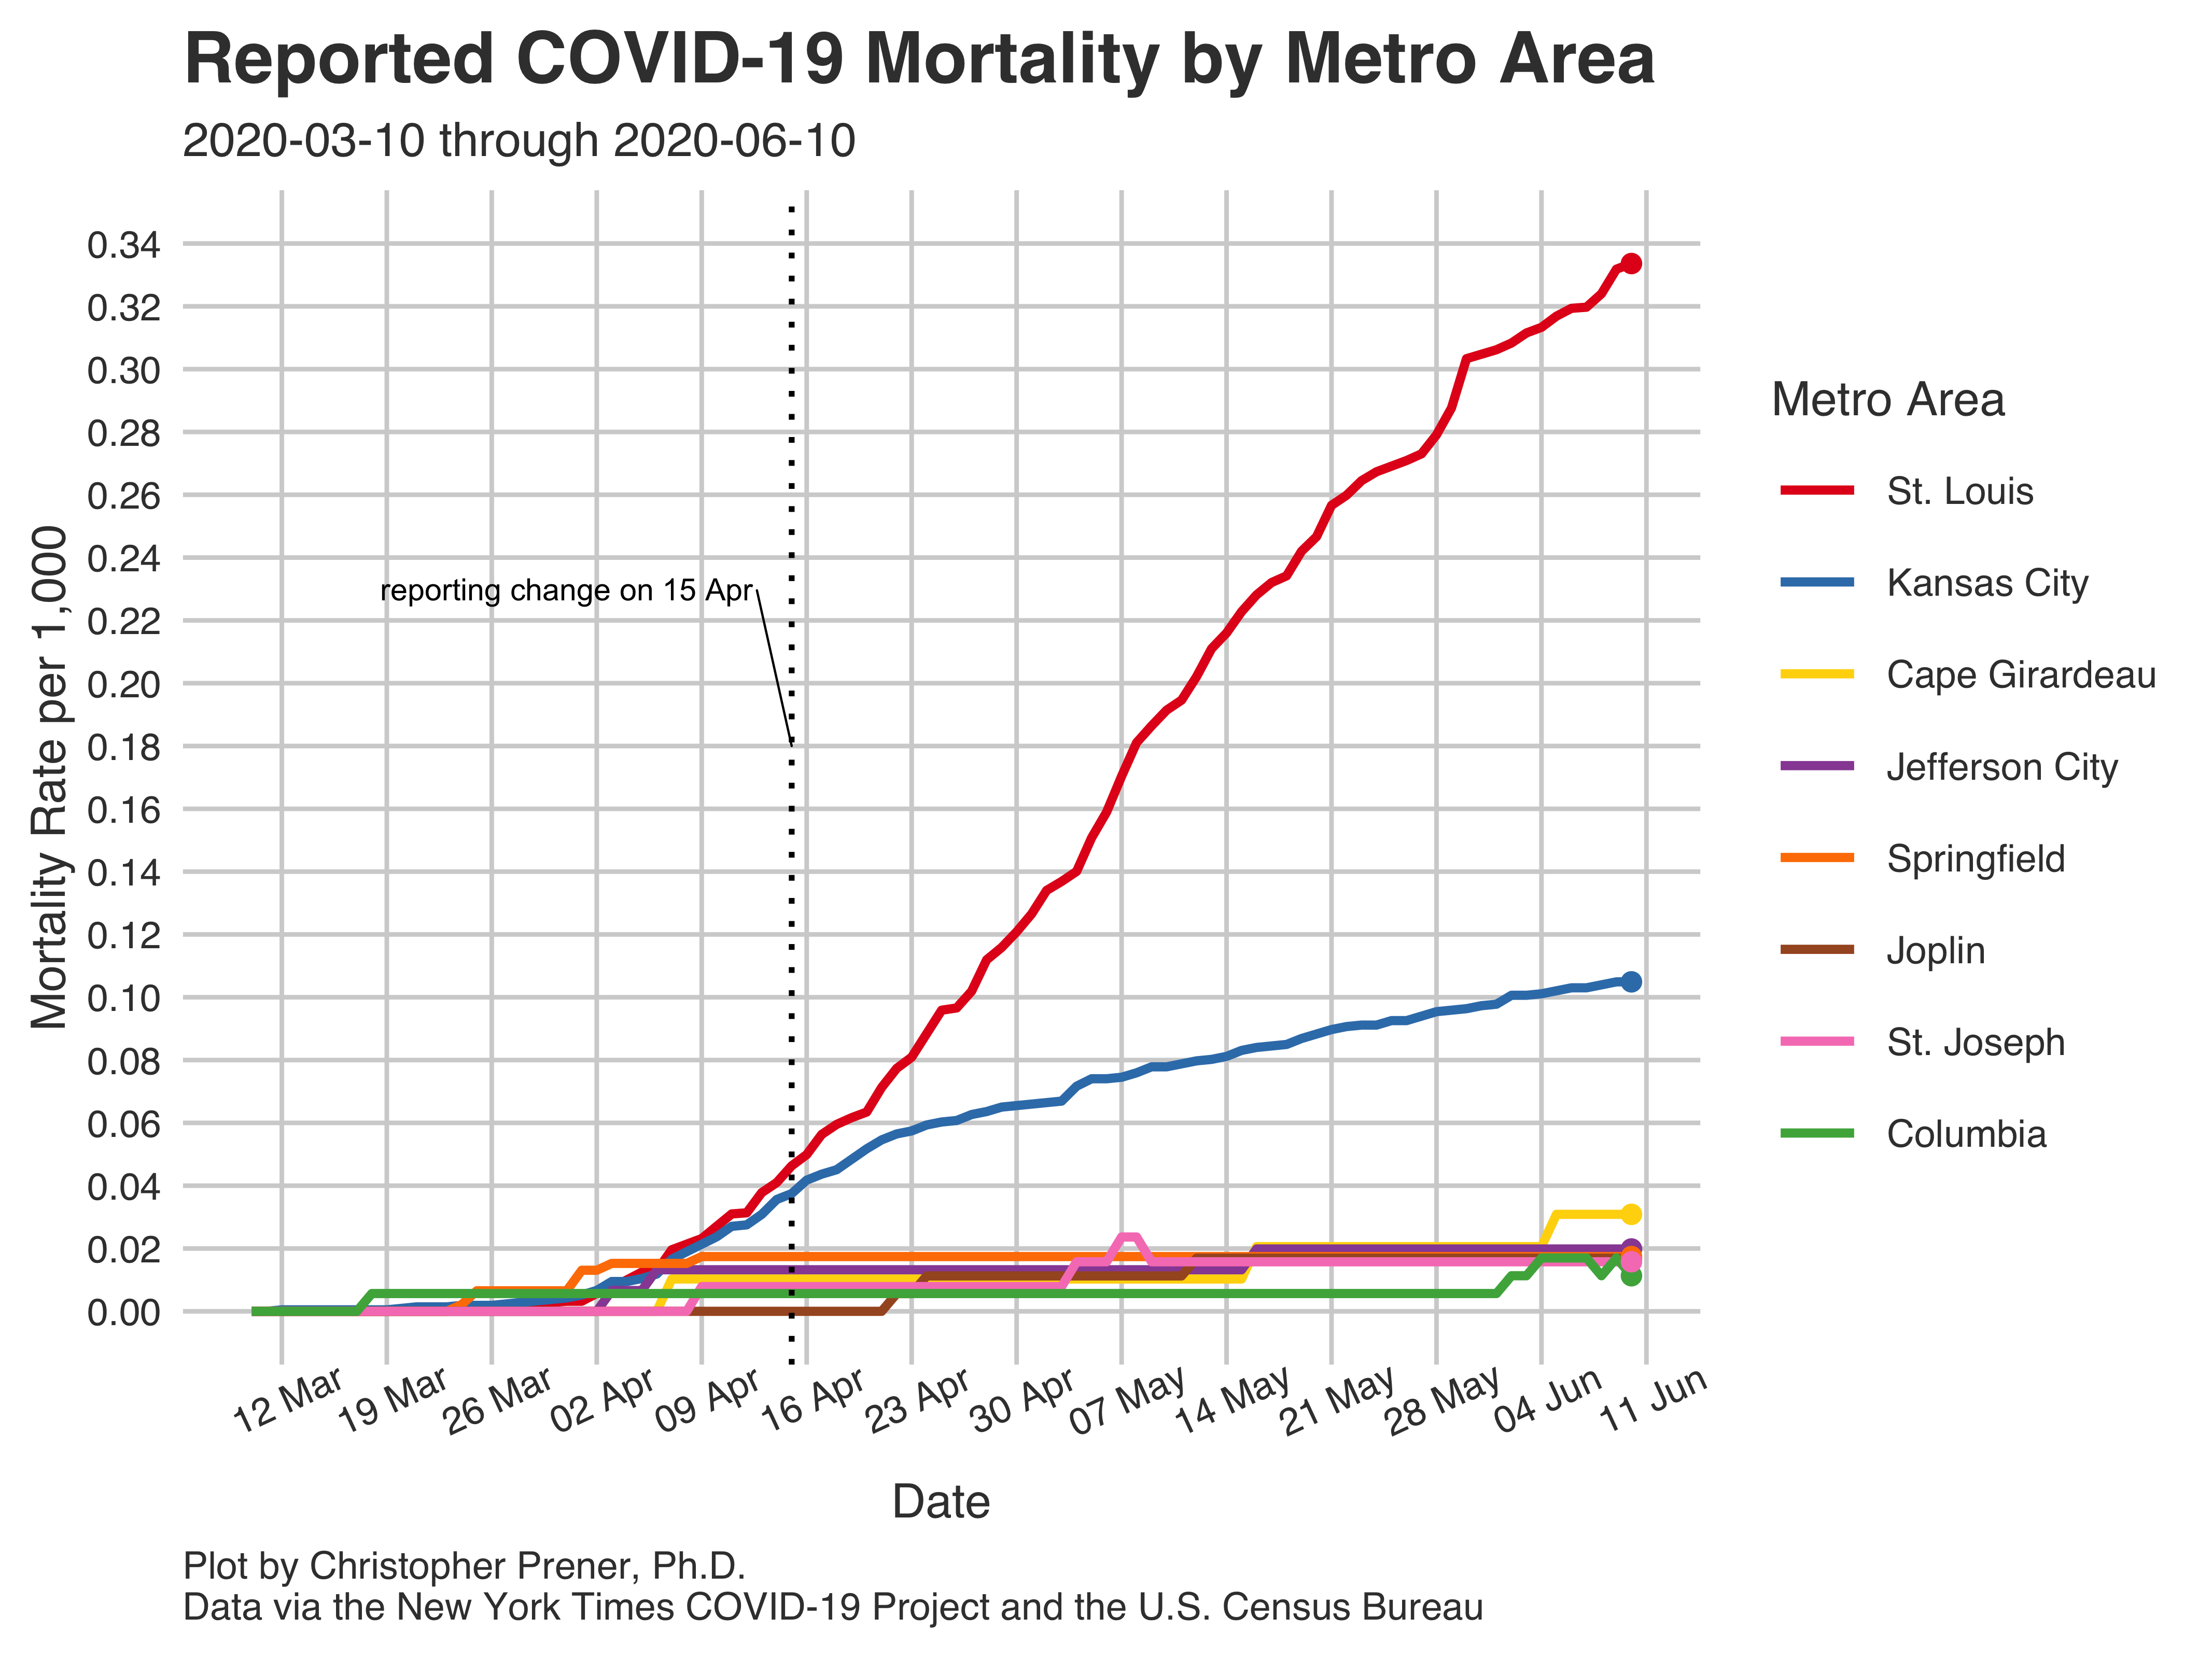 Reported COVID-19 Mortality by Metro Area
2020-03-10 through 2020-06-10
Mortality Rate per 1,000
0.34
0.32
0.30
0.28
0.26
0.24
0.22
0.20
0.18
0.16
0.14
0.12
0.10
0.08
0.06
0.04
0.02
0.00
reporting change on 15 Apr
12 Mar
19 Mar
26 Mar
02 Apr
09 Apr
16 Apr
23 Apr
30 Apr
07 May
14 May
21 May
28 May
04 Jun
11 Jun
Date
Metro Area
St. Louis
Kansas City
Cape Girardeau
Jefferson City
Springfield
Joplin
St. Joseph
Columbia
Plot by Christopher Prener, Ph.D.
Data via the New York Times COVID-19 Project and the U.S. Census Bureau